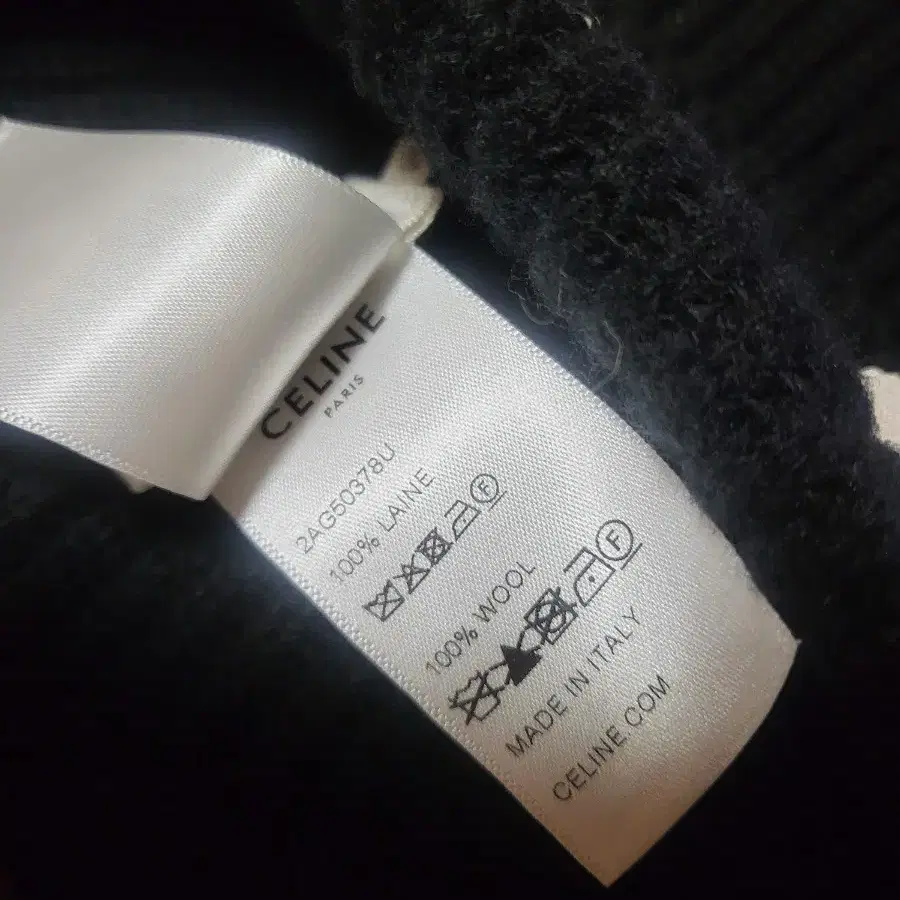 CELINE
PARIS
2AG50378U
100% LAINE
100% WOOL
MADE IN ITALY
CELINE.COM